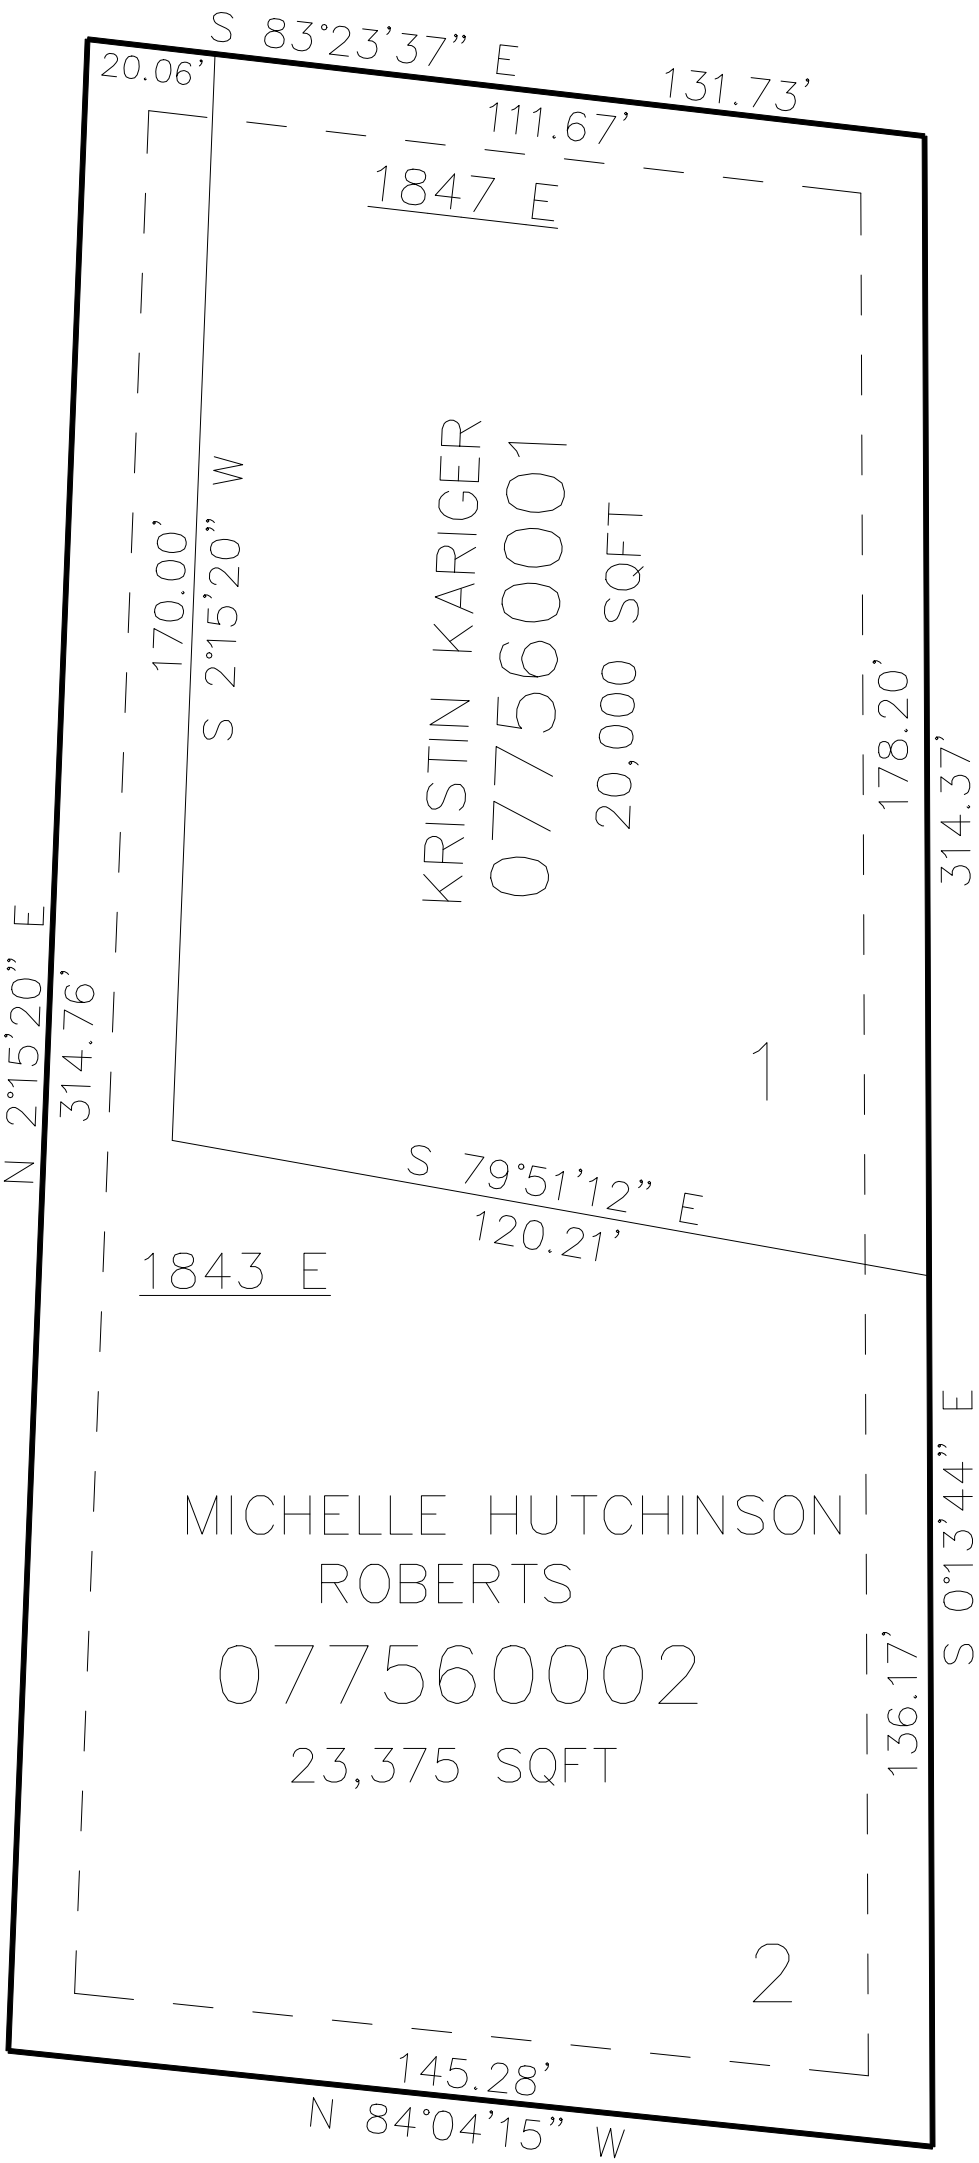 S 83°23'37" E
131.73'
20.06'
111.67'
1847 E
KRISTIN KARIGER
077560001
20,000 SQFT
170.00'
S 2°15'20" W
178.20'
314.37'
N 2°15'20" E
314.76'
1
S 79°51'12" E
120.21'
1843 E
S 0°13'44" E
MICHELLE HUTCHINSON
ROBERTS
077560002
23,375 SQFT
136.17'
2
145.28'
N 84°04'15" W